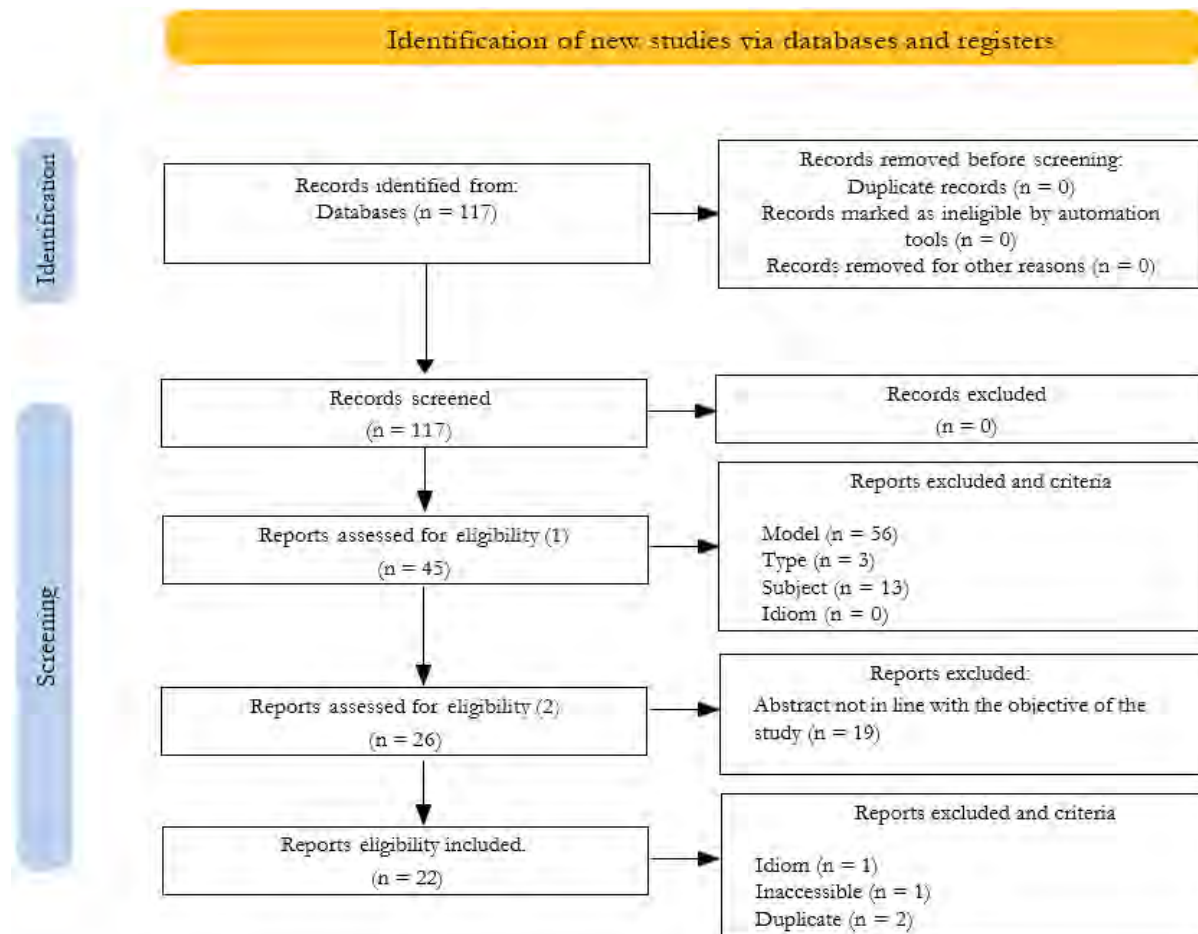 Identification of new studies via databases and registers
Identification
Records identified from:
Databases (n = 117)
Records removed before screening:
Duplicate records (n = 0)
Records marked as ineligible by automation
tools (n = 0)
Records removed for other reasons (n = 0)
Screening
Records screened
(n = 117)
Records excluded
(n = 0)
Reports assessed for eligibility (1)
(n = 45)
Reports excluded and criteria
Model (n = 56)
Type (n = 3)
Subject (n = 13)
Idiom (n = 0)
Reports assessed for eligibility (2)
(n = 26)
Reports excluded:
Abstract not in line with the objective of the
study (n = 19)
Reports eligibility included.
(n = 22)
Reports excluded and criteria
Idiom (n = 1)
Inaccessible (n = 1)
Duplicate (n = 2)